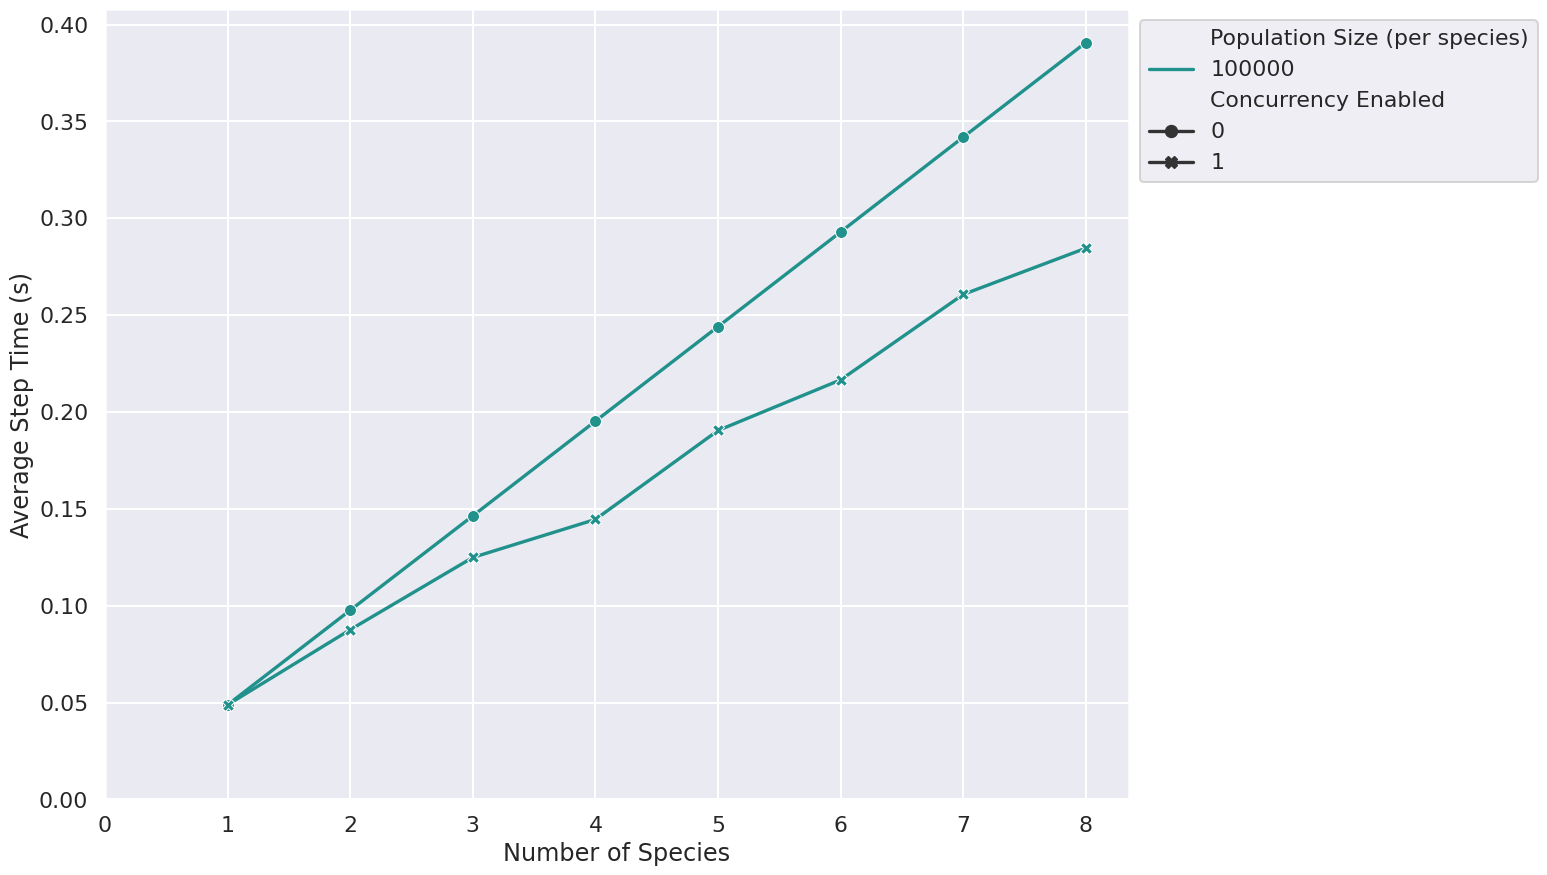 0.40
0.35
0.30
0.25
0.20
0.15
0.10
0.05
0.00
Average Step Time (s)
0 1 2 3 4 5 6 7 8
Number of Species
Population Size (per species)
100000
Concurrency Enabled
0
1